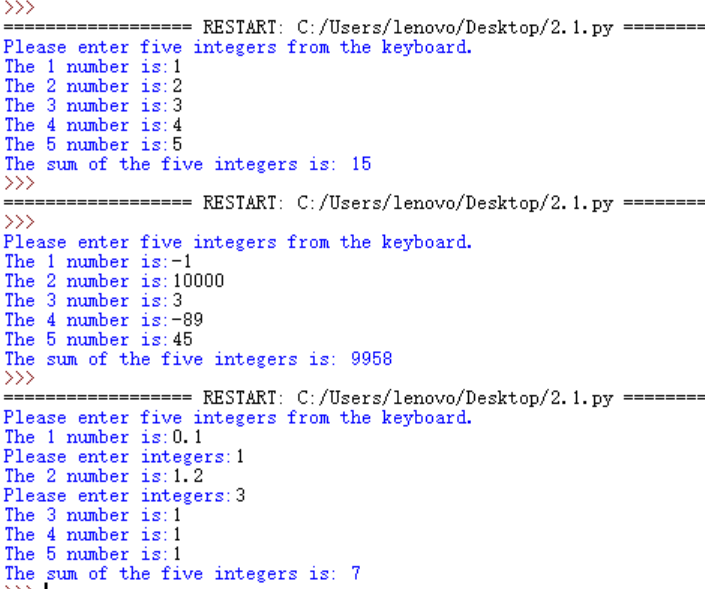 >>>
================== RESTART: C:/Users/lenovo/Desktop/2.1.py ========
Please enter five integers from the keyboard.
The 1 number is:1
The 2 number is:2
The 3 number is:3
The 4 number is:4
The 5 number is:5
The sum of the five integers is: 15
>>>
================== RESTART: C:/Users/lenovo/Desktop/2.1.py ========
>>>
Please enter five integers from the keyboard.
The 1 number is:-1
The 2 number is:10000
The 3 number is:3
The 4 number is:-89
The 5 number is:45
The sum of the five integers is: 9958
>>>
================== RESTART: C:/Users/lenovo/Desktop/2.1.py ========
Please enter five integers from the keyboard.
The 1 number is:0.1
Please enter integers:1
The 2 number is:1.2
Please enter integers:3
The 3 number is:1
The 4 number is:1
The 5 number is:1
The sum of the five integers is: 7
>>>